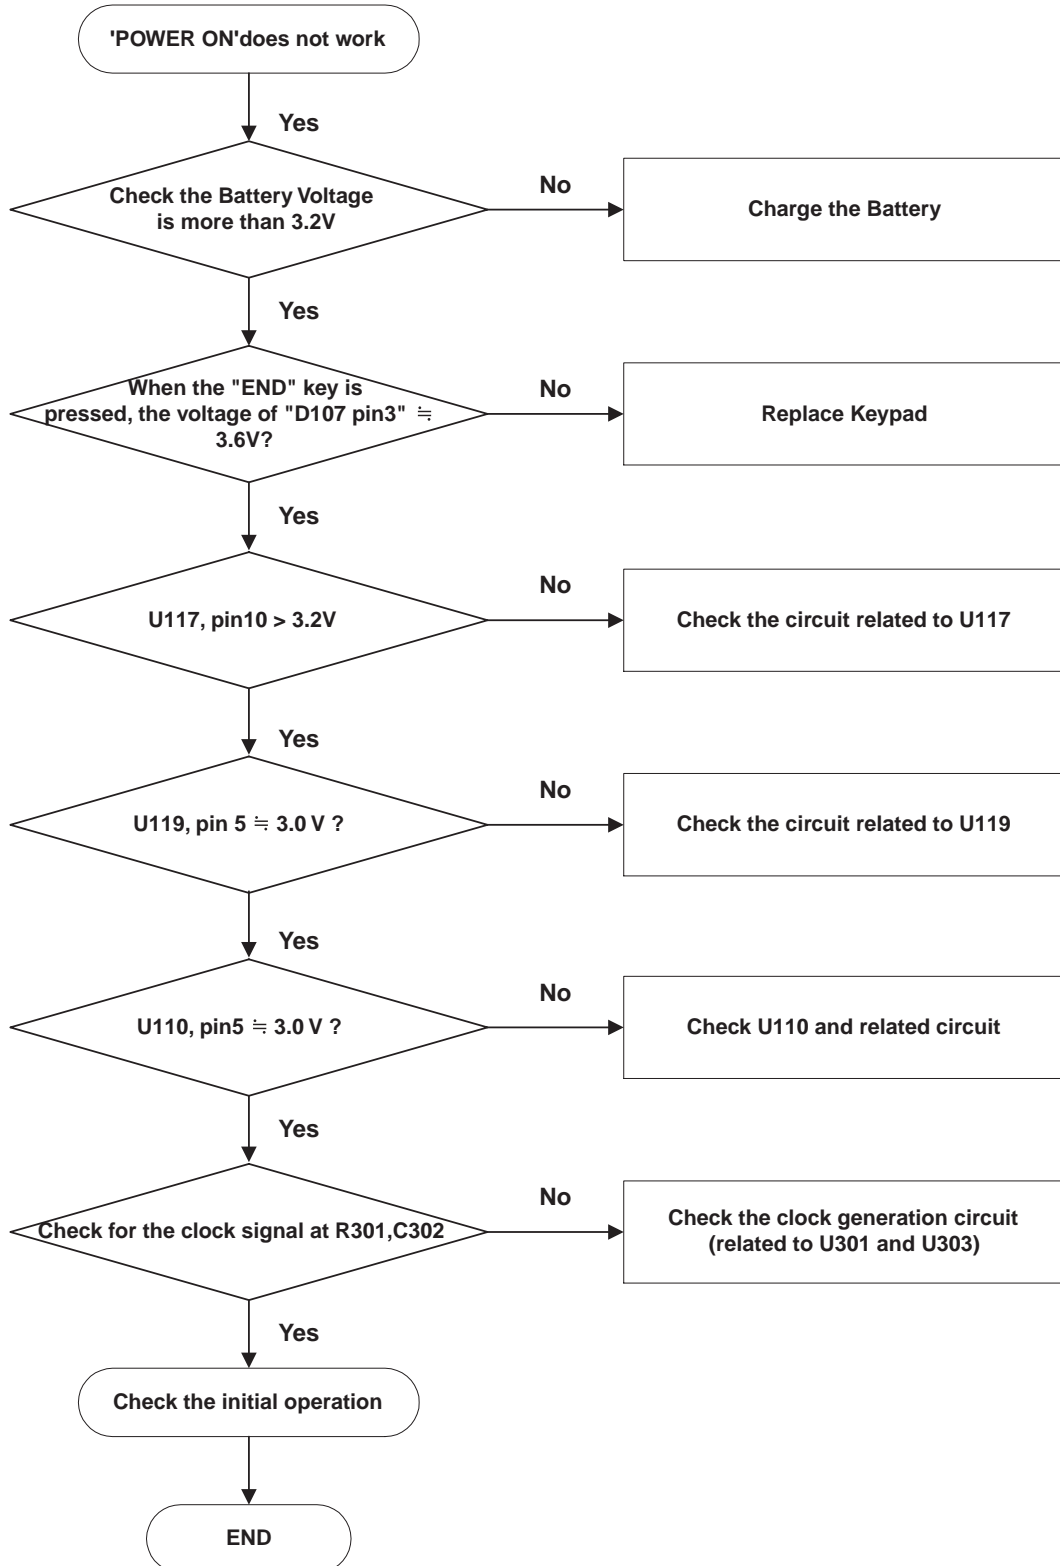 'POWER ON'does not work
Yes
Check the Battery Voltage
is more than 3.2V
No
Charge the Battery
Yes
When the "END" key is
pressed, the voltage of "D107 pin3" ≒
3.6V?
No
Replace Keypad
Yes
U117, pin10 > 3.2V
No
Check the circuit related to U117
Yes
U119, pin 5 ≒ 3.0 V ?
No
Check the circuit related to U119
Yes
U110, pin5 ≒ 3.0 V ?
No
Check U110 and related circuit
Yes
Check for the clock signal at R301,C302
No
Check the clock generation circuit
(related to U301 and U303)
Yes
Check the initial operation
END